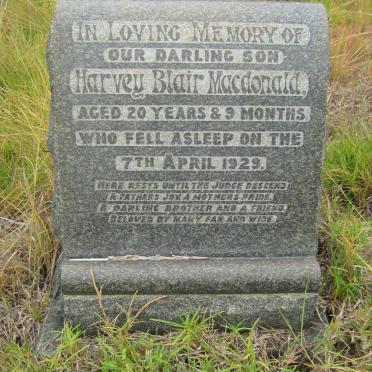 In Loving Memory of
our darling son
Harvey Blair Macdonald,
aged 20 years & 9 months
who fell asleep on the
7th April 1929.
Here rests until the Judge descend
A fathers joy, a mothers pride,
A darling brother and a friend,
Beloved by many far and wide.